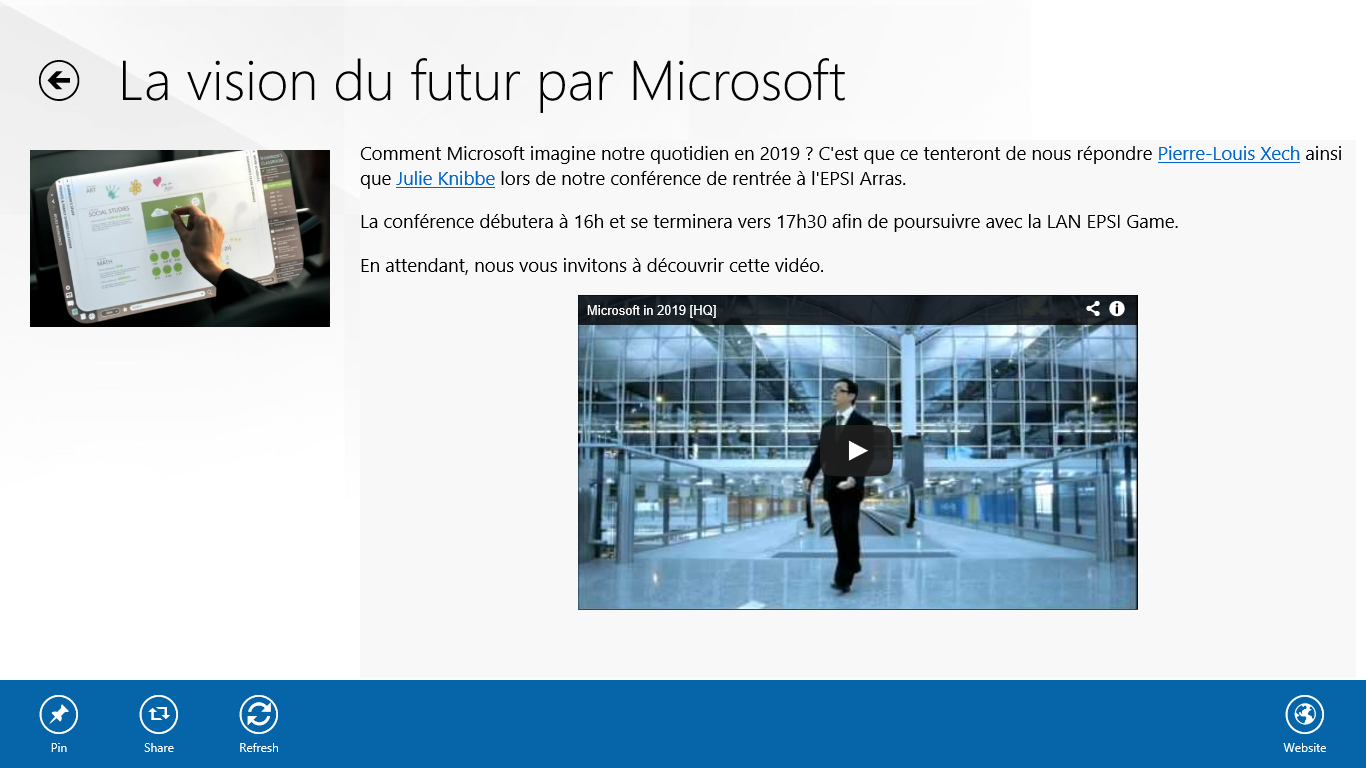 La vision du futur par Microsoft
Comment Microsoft imagine notre quotidien en 2019 ? C'est que ce tenteront de nous répondre Pierre-Louis Xech ainsi
que Julie Knibbe lors de notre conférence de rentrée à l'EPSI Arras.
La conférence débutera à 16h et se terminera vers 17h30 afin de poursuivre avec la LAN EPSI Game.
En attendant, nous vous invitons à découvrir cette vidéo.
ART
SOCIAL STUDIES
MATH
Microsoft in 2019 [HQ]
Pin
Share
Refresh
Website